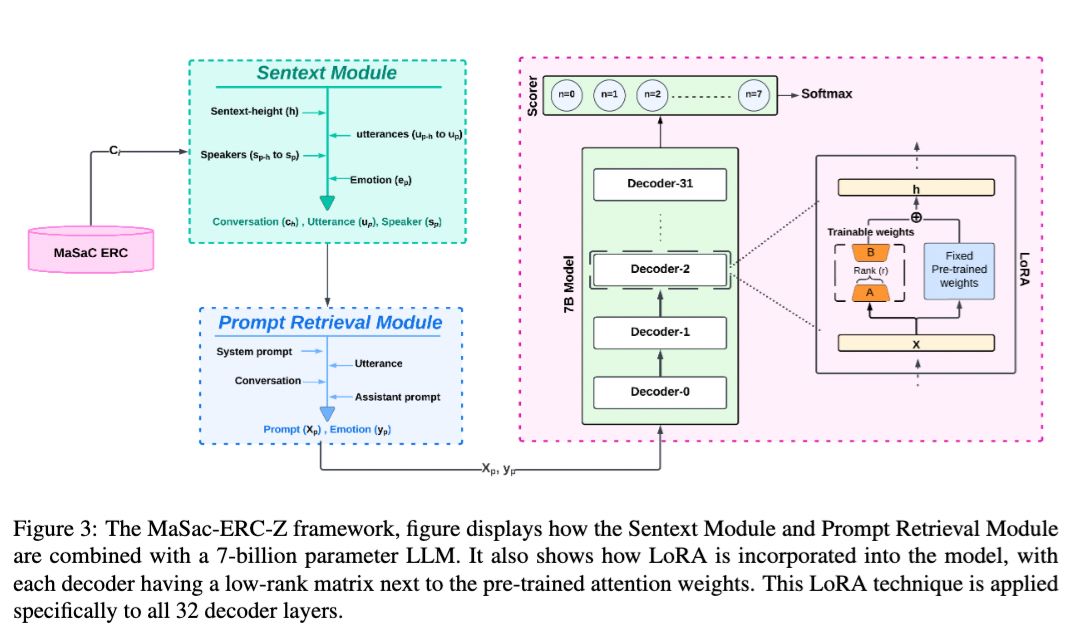 Sentext Module
Sentext-height (h)
utterances (u_p-h to u_p)
Speakers (s_p-h to s_p)
Emotion (e_p)
Conversation (c_h) , Utterance (u_p), Speaker (s_p)
C_i
MaSaC ERC
Prompt Retrieval Module
System prompt
Utterance
Conversation
Assistant prompt
Prompt (X_p) , Emotion (y_p)
X_p, y_p
Scorer
n=0 n=1 n=2 ........ n=7
Softmax
7B Model
Decoder-31
Decoder-2
Decoder-1
Decoder-0
h
⊕
Trainable weights
B
Rank (r)
A
Fixed
Pre-trained
weights
X
LoRA
Figure 3: The MaSac-ERC-Z framework, figure displays how the Sentext Module and Prompt Retrieval Module
are combined with a 7-billion parameter LLM. It also shows how LoRA is incorporated into the model, with
each decoder having a low-rank matrix next to the pre-trained attention weights. This LoRA technique is applied
specifically to all 32 decoder layers.